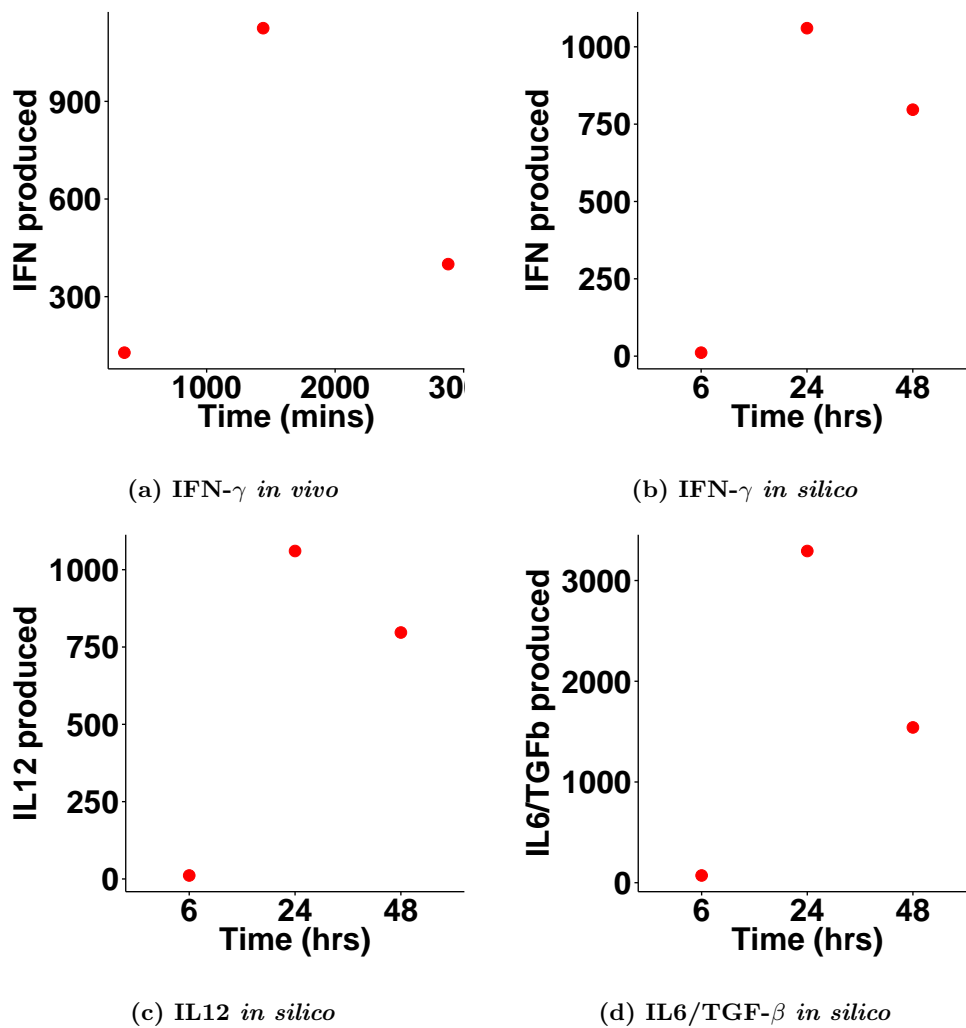 IFN produced
900
600
300
1000 2000 300
Time (mins)
(a) IFN-γ in vivo
IFN produced
1000
750
500
250
0
6 24 48
Time (hrs)
(b) IFN-γ in silico
IL12 produced
1000
750
500
250
0
6 24 48
Time (hrs)
(c) IL12 in silico
IL6/TGFb produced
3000
2000
1000
0
6 24 48
Time (hrs)
(d) IL6/TGF-β in silico